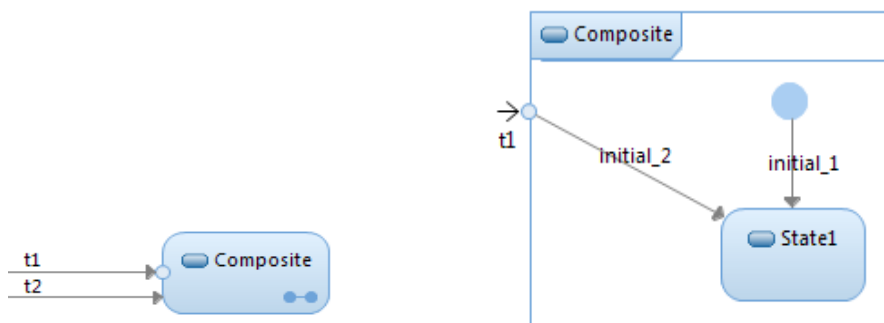 t1
t2
Composite
Composite
t1
initial_2
initial_1
State1